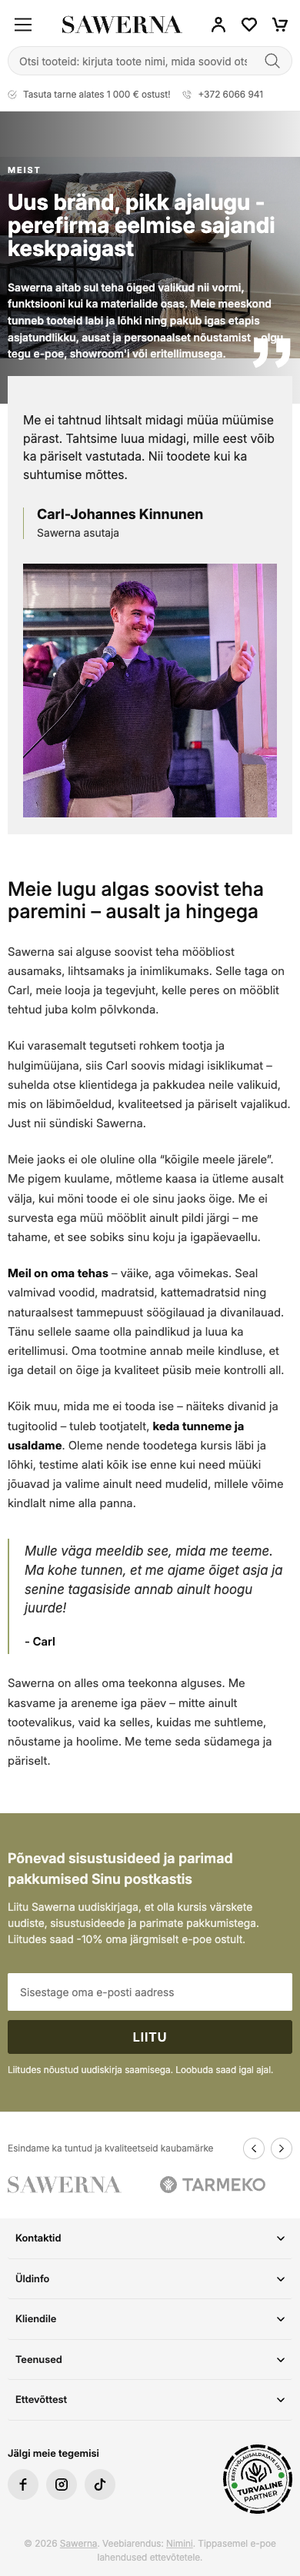 SAWERNA
Otsi tooteid: kirjuta toote nimi, mida soovid ots
Tasuta tarne alates 1 000 € ostust!
+372 6066 941
MEIST
Uus bränd, pikk ajalugu -
perefirma eelmise sajandi
keskpaigast
Sawerna aitab sul teha õiged valikud nii vormi,
funktsiooni kui ka materialide osas. Meie meeskond
tunneb tooteid läbi ja lõhki ning pakub igas etapis
asjatundlikku, ausat ja personaalset nõustamist - olgu
tegu e-poe, showroom'i või eritellimusega.
Me ei tahtnud lihtsalt midagi müüa müümise
pärast. Tahtsime luua midagi, mille eest võib
ka päriselt vastutada. Nii toodete kui ka
suhtumise mõttes.
Carl-Johannes Kinnunen
Sawerna asutaja
Meie lugu algas soovist teha
paremini – ausalt ja hingega
Sawerna sai alguse soovist teha mööbliost
ausamaks, lihtsamaks ja inimlikumaks. Selle taga on
Carl, meie looja ja tegevjuht, kelle peres on mööblit
tehtud juba kolm põlvkonda.
Kui varasemalt tegutseti rohkem tootja ja
hulgimüüjana, siis Carl soovis midagi isiklikumat –
suhelda otse klientidega ja pakkudea neile valikuid,
mis on läbimõeldud, kvaliteetsed ja päriselt vajalikud.
Just nii sündiski Sawerna.
Meie jaoks ei ole oluline olla “kõigile meele järele”.
Me pigem kuulame, mõtleme kaasa ja ütleme ausalt
välja, kui mõni toode ei ole sinu jaoks õige. Me ei
survesta ega müü mööblit ainult pildi järgi – me
tahame, et see sobiks sinu koju ja igapäevaellu.
Meil on oma tehas – väike, aga võimekas. Seal
valmivad voodid, madratsid, kattemadratsid ning
naturaalsest tammepuust söögilauad ja divanilauad.
Tänu sellele saame olla paindlikud ja luua ka
eritellimusi. Oma tootmine annab meile kindluse, et
iga detail on õige ja kvaliteet püsib meie kontrolli all.
Kõik muu, mida me ei tooda ise – näiteks divanid ja
tugitoolid – tuleb tootjatelt, keda tunneme ja
usaldame. Oleme nende toodetega kursis läbi ja
lõhki, testime alati kõik ise enne kui need müüki
jõuavad ja valime ainult need mudelid, millele võime
kindlalt nime alla panna.
Mulle väga meeldib see, mida me teeme.
Ma kohe tunnen, et me ajame õiget asja ja
senine tagasiside annab ainult hoogu
juurde!
- Carl
Sawerna on alles oma teekonna alguses. Me
kasvame ja areneme iga päev – mitte ainult
tootevalikus, vaid ka selles, kuidas me suhtleme,
nõustame ja hoolime. Me teme seda südamega ja
päriselt.
Põnevad sisustusideed ja parimad
pakkumised Sinu postkastis
Liitu Sawerna uudiskirjaga, et olla kursis värskete
uudiste, sisustusideede ja parimate pakkumistega.
Liitudes saad -10% oma järgmiselt e-poe ostult.
Sisestage oma e-posti aadress
LIITU
Liitudes nõustud uudiskirja saamisega. Loobuda saad igal ajal.
Esindame ka tuntud ja kvaliteetseid kaubamärke
SAWERNA
TARMEKO
Kontaktid
Üldinfo
Kliendile
Teenused
Ettevõttest
Jälgi meie tegemisi
EESTI LEMMIKLOOMA
TURVALINE
© 2026 Sawerna. Veebiarendus: Nimini. Tippsemel e-poe
lahendused ettevõtetele.